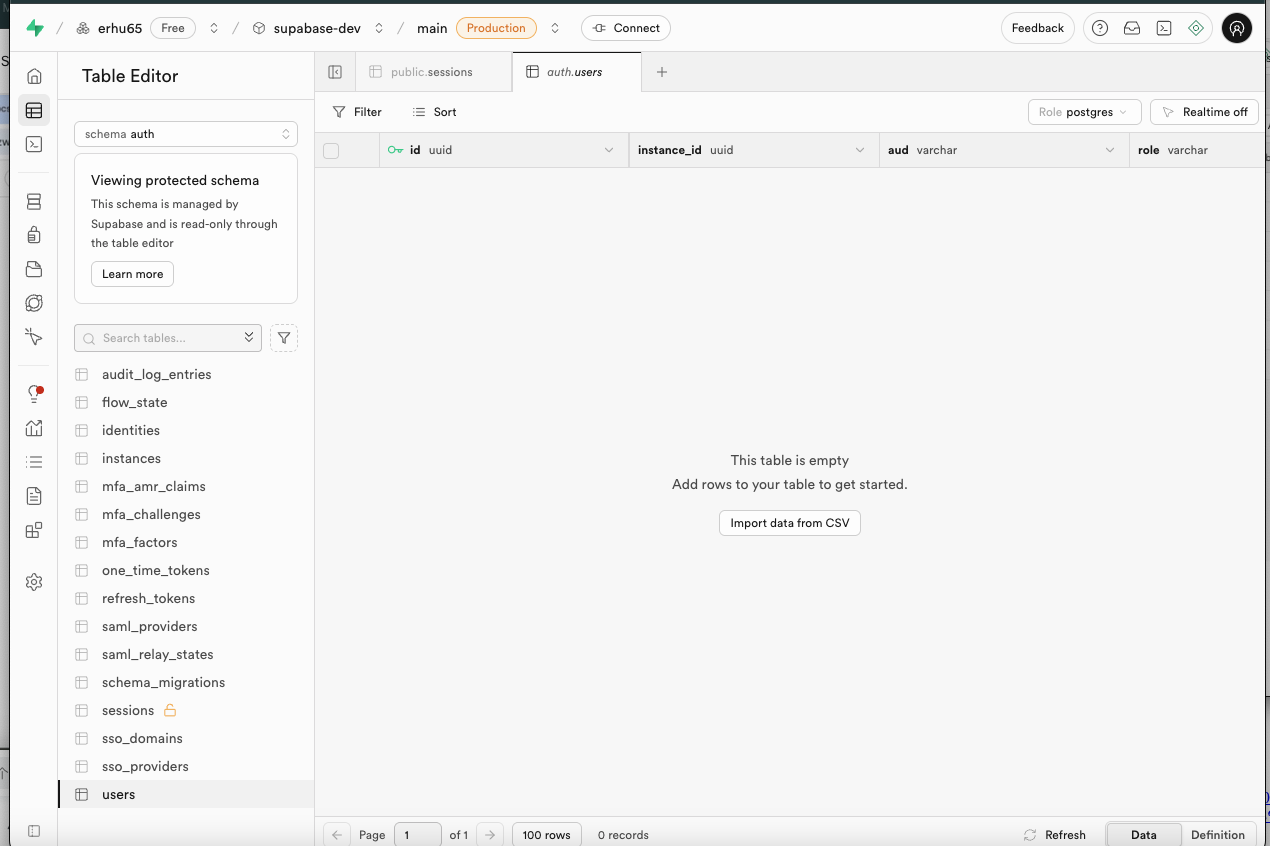 erhu65 Free supabase-dev main Production Connect Feedback
Table Editor
public.sessions
auth.users
schema auth
Viewing protected schema
This schema is managed by
Supabase and is read-only through
the table editor
Learn more
Search tables...
audit_log_entries
flow_state
identities
instances
mfa_amr_claims
mfa_challenges
mfa_factors
one_time_tokens
refresh_tokens
saml_providers
saml_relay_states
schema_migrations
sessions
sso_domains
sso_providers
users
Filter Sort Role postgres Realtime off
id uuid instance_id uuid aud varchar role varchar
This table is empty
Add rows to your table to get started.
Import data from CSV
Page 1 of 1 100 rows 0 records Refresh Data Definition